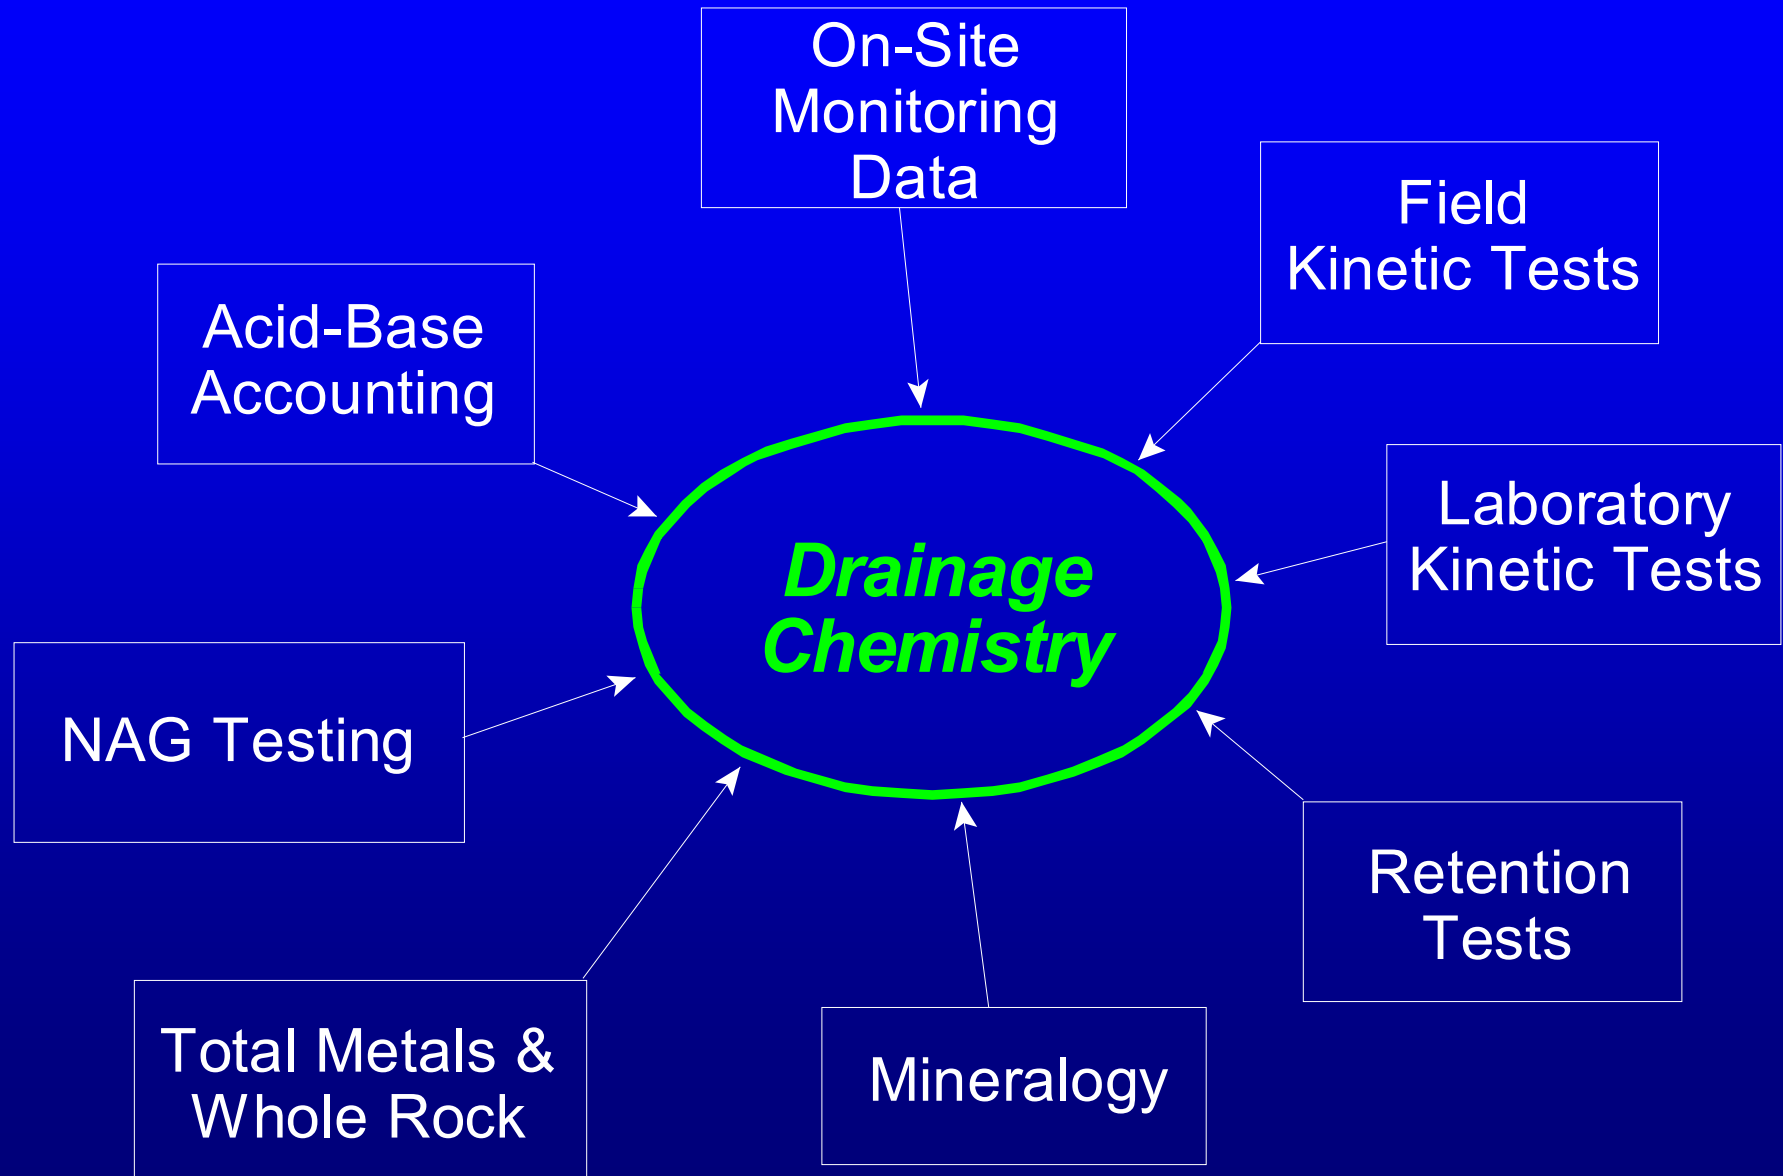 On-Site
Monitoring
Data
Field
Kinetic Tests
Acid-Base
Accounting
Laboratory
Kinetic Tests
Drainage
Chemistry
NAG Testing
Retention
Tests
Total Metals &
Whole Rock
Mineralogy